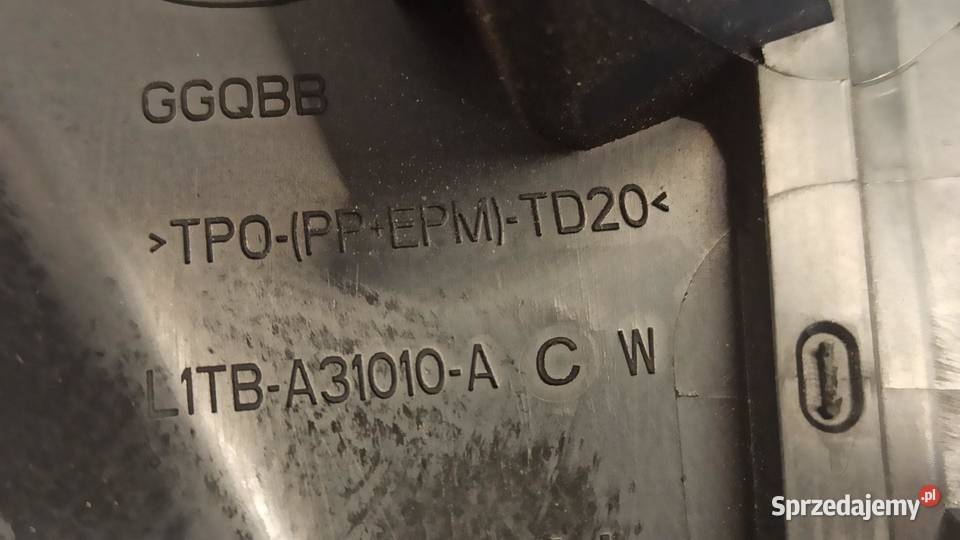 GGQBB
>TPO-(PP+EPM)-TD20<
L1TB-A31010-A C W
Sprzedajemy.pl